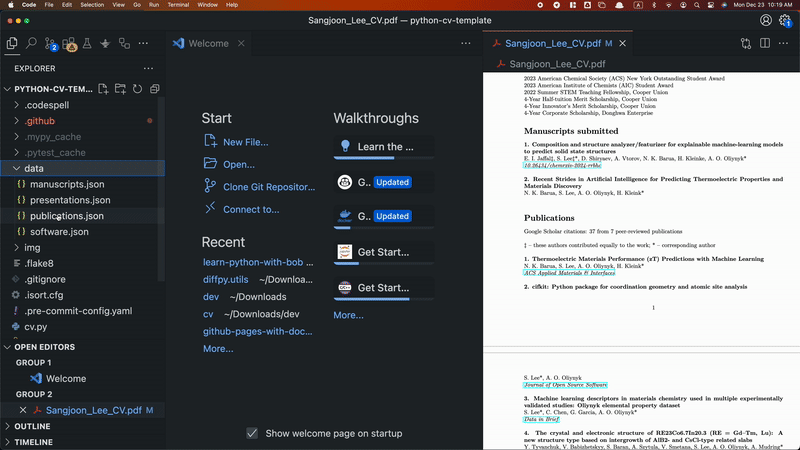 Code File Edit Selection View Go Run Terminal Window Help
Mon Dec 23 10:19 AM
Sangjoon_Lee_CV.pdf — python-cv-template
EXPLORER
PYTHON-CV-TEM...
.codespell
.github
.mypy_cache
.pytest_cache
data
manuscripts.json
presentations.json
publications.json
software.json
img
.flake8
.gitignore
.isort.cfg
.pre-commit-config.yaml
cv.py
OPEN EDITORS
GROUP 1
Welcome
GROUP 2
Sangjoon_Lee_CV.pdf M
OUTLINE
TIMELINE
Welcome
Start
New File...
Open...
Clone Git Repository...
Connect to...
Recent
learn-python-with-bob ~/Downloa...
diffpy.utils ~/Downloa...
dev ~/Downloads
cv ~/Downloads/dev
github-pages-with-doc...
More...
Walkthroughs
Learn the ...
G.. Updated
G.. Updated
Get Start...
Get Start...
More...
Show welcome page on startup
Sangjoon_Lee_CV.pdf M
Sangjoon_Lee_CV.pdf
2023 American Chemical Society (ACS) New York Outstanding Student Award
2023 American Institute of Chemists (AIC) Student Award
2022 Summer STEM Teaching Fellowship, Cooper Union
4-Year Half-tuition Merit Scholarship, Cooper Union
4-Year Innovator's Merit Scholarship, Cooper Union
4-Year Corporate Scholarship, Donghwa Enterprise
Manuscripts submitted
1. Composition and structure analyzer/featurizer for explainable machine-learning models
to predict solid state structures
E. I. Jaffal‡, S. Lee‡*, D. Shiryaev, A. Vtorov, N. K. Barua, H. Kleinke, A. O. Oliynyk*
10.26434/chemrxiv-2024-rrbhc
2. Recent Strides in Artificial Intelligence for Predicting Thermoelectric Properties and
Materials Discovery
N. K. Barua, S. Lee, A. O. Oliynyk, H. Kleinke*
Publications
Google Scholar citations: 37 from 7 peer-reviewed publications
‡ – these authors contributed equally to the work; * – corresponding author
1. Thermoelectric Materials Performance (zT) Predictions with Machine Learning
N. K. Barua, S. Lee, A. O. Oliynyk, H. Kleinke*
ACS Applied Materials & Interfaces
2. cifkit: Python package for coordination geometry and atomic site analysis
1
S. Lee*, A. O. Oliynyk
Journal of Open Source Software
3. Machine learning descriptors in materials chemistry used in multiple experimentally
validated studies: Oliynyk elemental property dataset
S. Lee*, C. Chen, G. Garcia, A. O. Oliynyk*
Data in Brief
4. The crystal and electronic structure of RE23Co6.7In20.3 (RE = Gd–Tm, Lu): A
new structure type based on intergrowth of AlB2- and CsCl-type related slabs
Y. Tyvanchuk, V. Babizhetskyy, S. Baran, A. Szytula, V. Smetana, S. Lee, A. O. Oliynyk, A. Mudring*